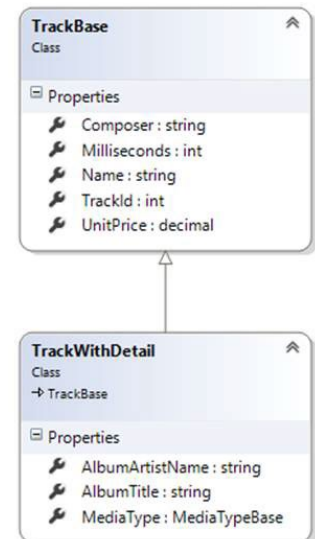 TrackBase
Class
Properties
Composer : string
Milliseconds : int
Name : string
TrackId : int
UnitPrice : decimal
TrackWithDetail
Class
→ TrackBase
Properties
AlbumArtistName : string
AlbumTitle : string
MediaType : MediaTypeBase